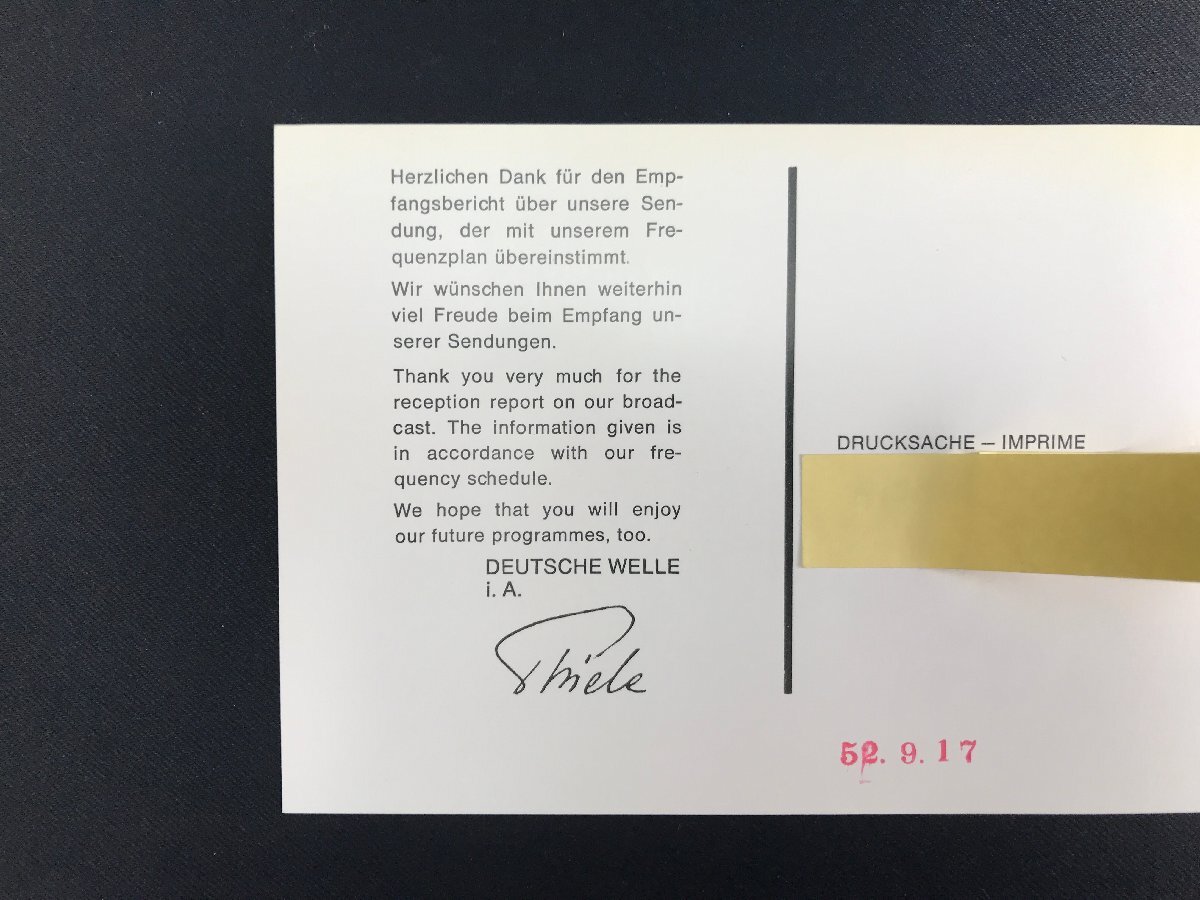 Herzlichen Dank für den Emp-
fangsbericht über unsere Sen-
dung, der mit unserem Fre-
quenzplan übereinstimmt.
Wir wünschen Ihnen weiterhin
viel Freude beim Empfang un-
serer Sendungen.
Thank you very much for the
reception report on our broad-
cast. The information given is
in accordance with our fre-
quency schedule.
We hope that you will enjoy
our future programmes, too.
DEUTSCHE WELLE
i. A.
Thiele
DRUCKSACHE – IMPRIME
52. 9. 17